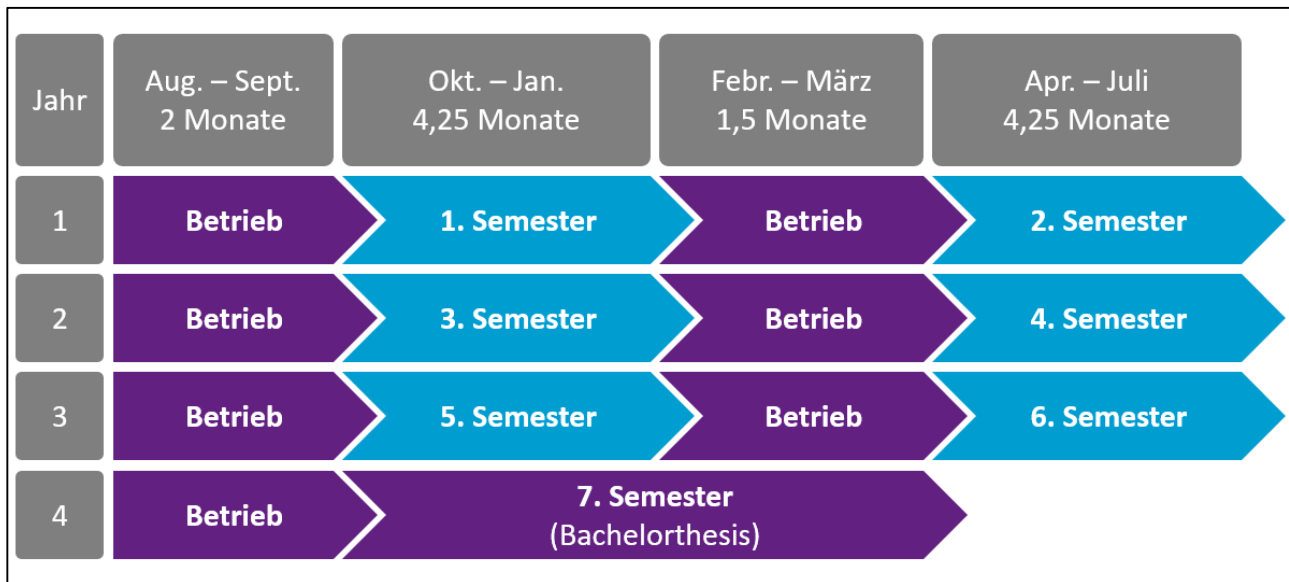 Jahr
Aug. – Sept.
2 Monate
Okt. – Jan.
4,25 Monate
Febr. – März
1,5 Monate
Apr. – Juli
4,25 Monate
1
Betrieb
1. Semester
Betrieb
2. Semester
2
Betrieb
3. Semester
Betrieb
4. Semester
3
Betrieb
5. Semester
Betrieb
6. Semester
4
Betrieb
7. Semester
(Bachelorthesis)